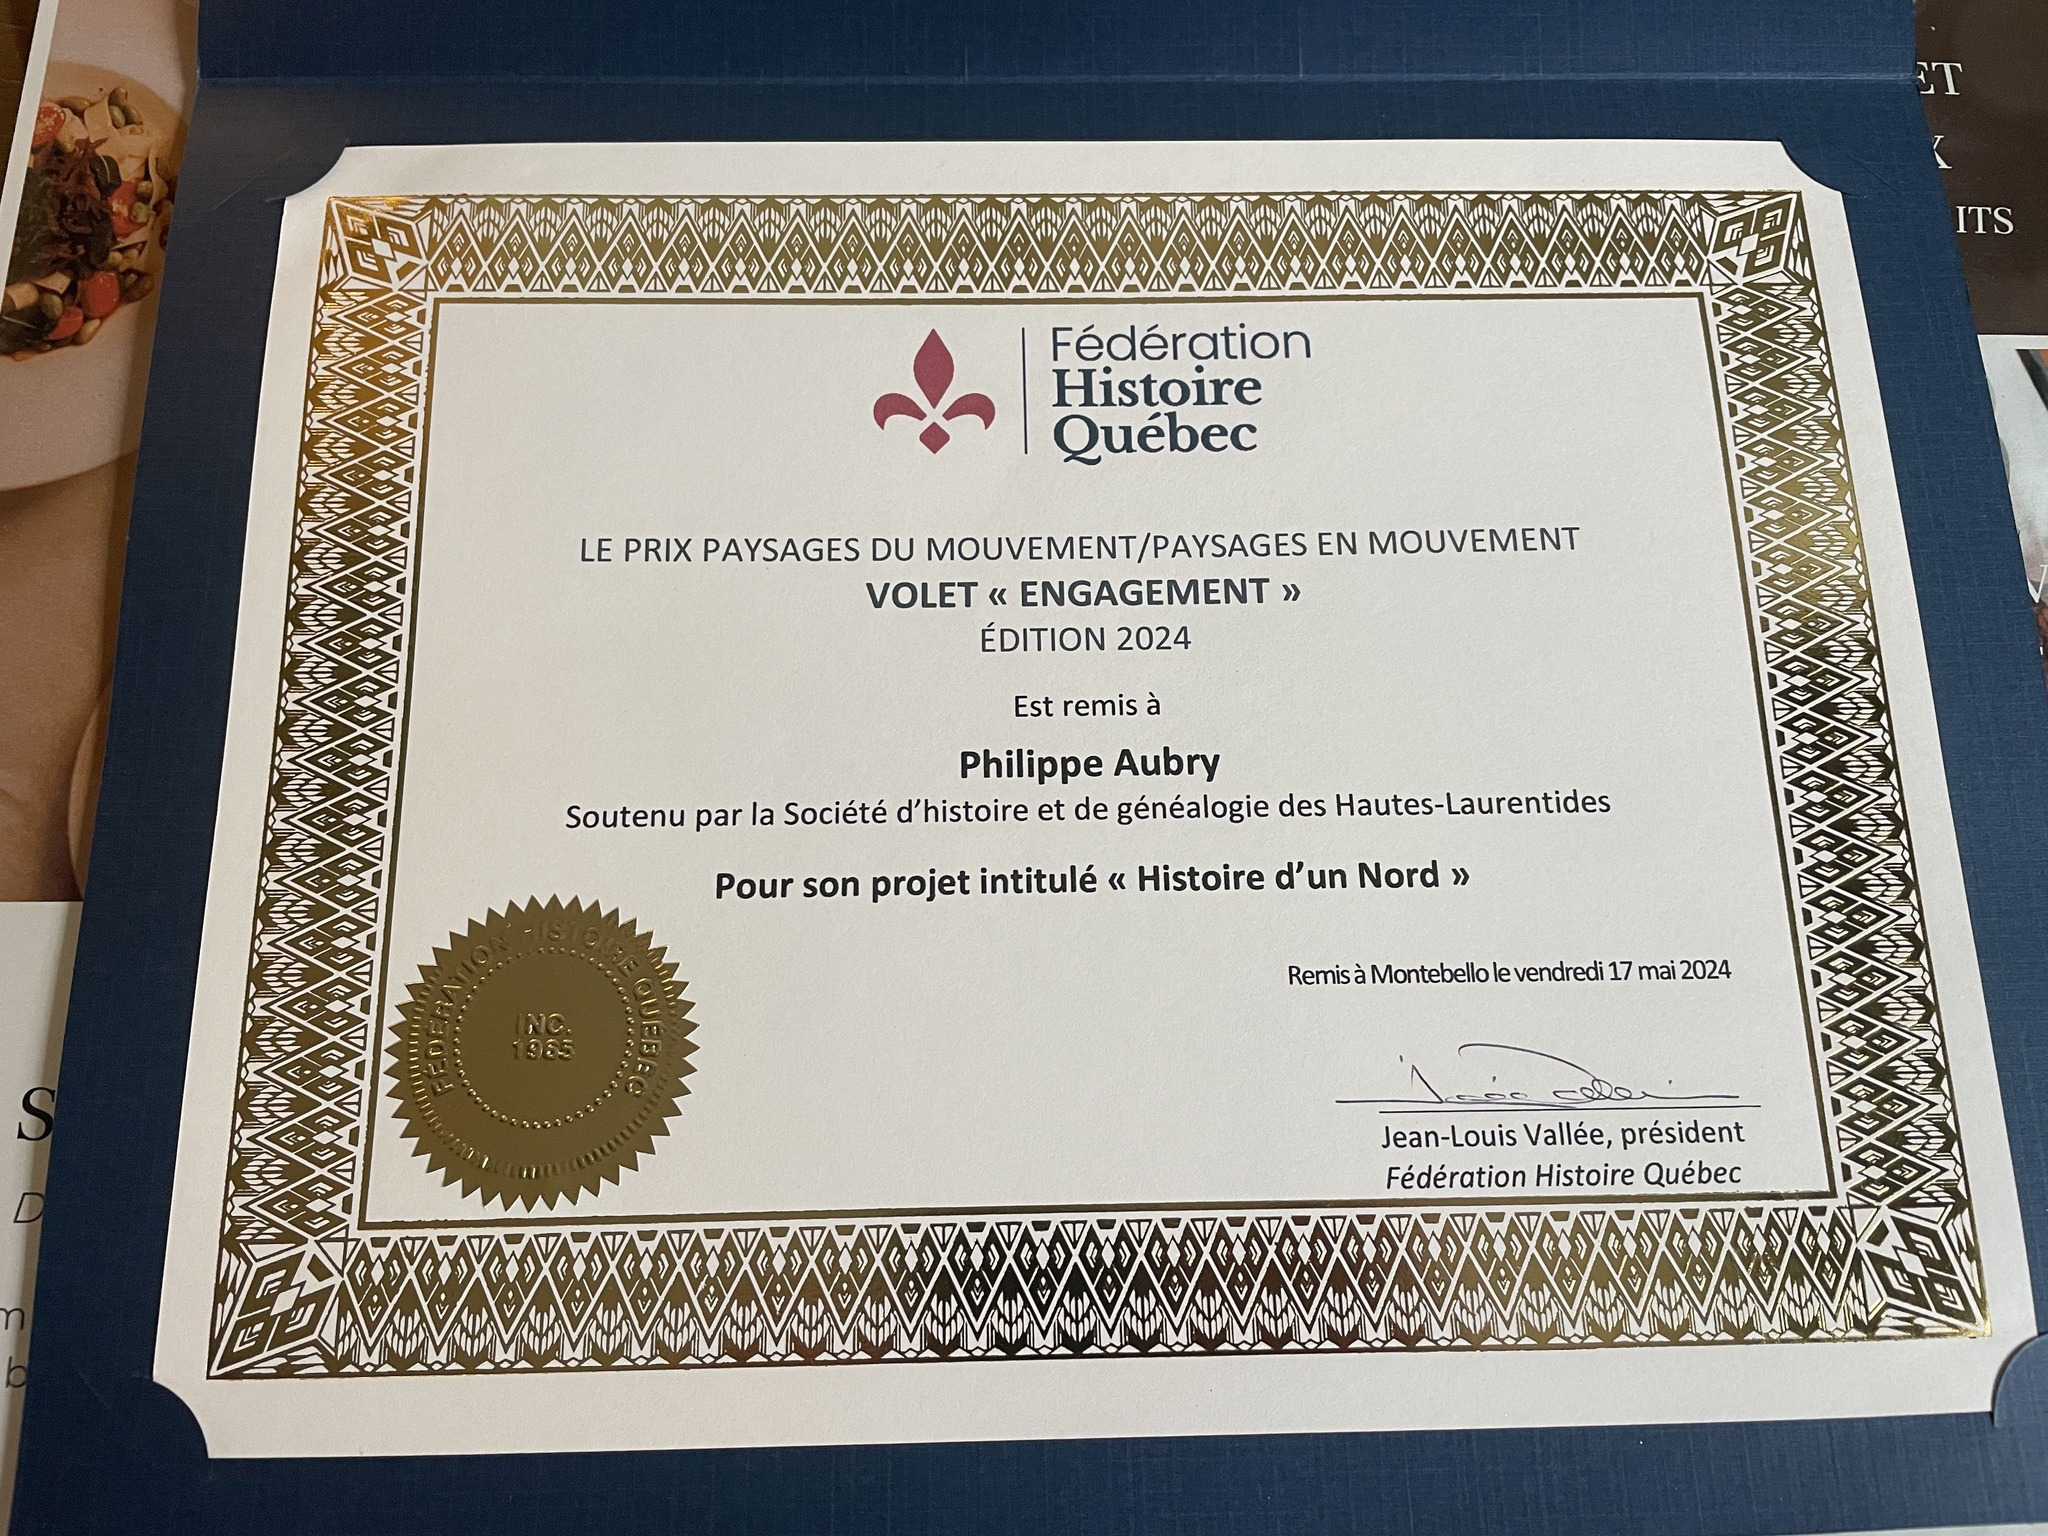 Fédération
Histoire
Québec
LE PRIX PAYSAGES DU MOUVEMENT/PAYSAGES EN MOUVEMENT
VOLET « ENGAGEMENT »
ÉDITION 2024
Est remis à
Philippe Aubry
Soutenu par la Société d’histoire et de généalogie des Hautes-Laurentides
Pour son projet intitulé « Histoire d’un Nord »
FÉDÉRATION HISTOIRE QUÉBEC
INC.
1965
Remis à Montebello le vendredi 17 mai 2024
Jean-Louis Vallée, président
Fédération Histoire Québec
ET
X
ITS
S
D
m
b